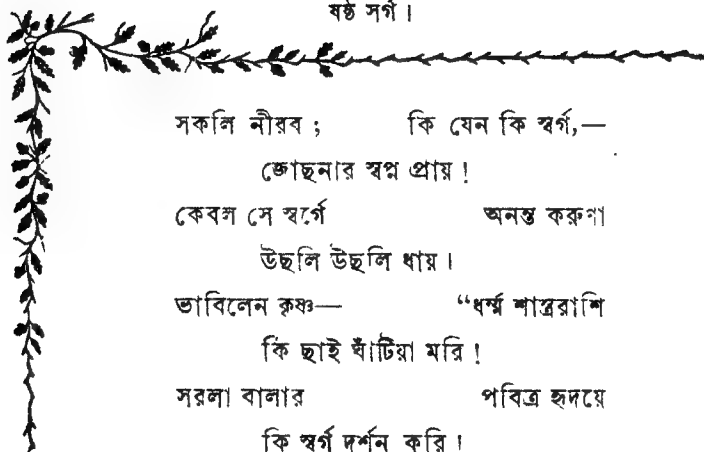 ষষ্ঠ সর্গ।
সকলি নীরব ; কি যেন কি স্বর্গ,—
জোছনার স্বপ্ন প্রায় !
কেবল সে স্বর্গে অনন্ত করুণা
উছলি উছলি ধায়।
ভাবিলেন কৃষ্ণ— “ধর্ম্ম শাস্ত্ররাশি
কি ছাই ঘাঁটিয়া মরি !
সরলা বালার পবিত্র হৃদয়ে
কি স্বর্গ দর্শন করি।